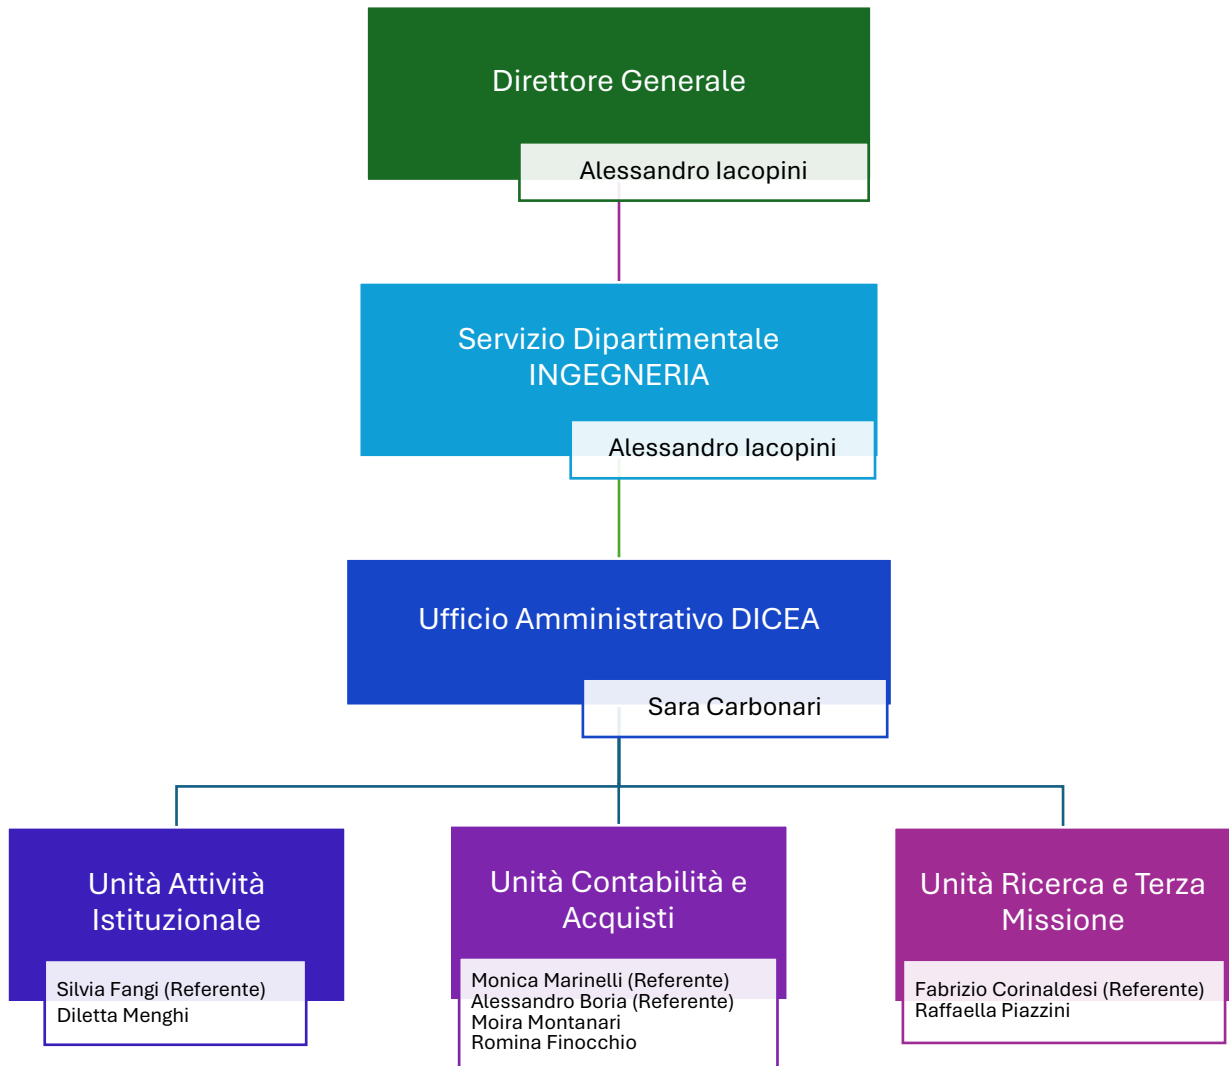 Direttore Generale
Alessandro Iacopini
Servizio Dipartimentale
INGEGNERIA
Alessandro Iacopini
Ufficio Amministrativo DICEA
Sara Carbonari
Unità Attività
Istituzionale
Silvia Fangi (Referente)
Diletta Menghi
Unità Contabilità e
Acquisti
Monica Marinelli (Referente)
Alessandro Boria (Referente)
Moira Montanari
Romina Finocchio
Unità Ricerca e Terza
Missione
Fabrizio Corinaldesi (Referente)
Raffaella Piazzini